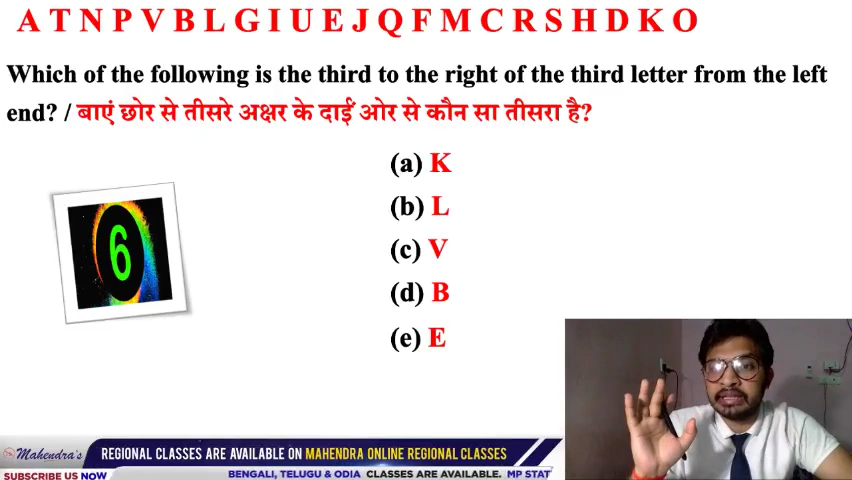 A T N P V B L G I U E J Q F M C R S H D K O
Which of the following is the third to the right of the third letter from the left
end? / बाएं छोर से तीसरे अक्षर के दाईं ओर से कौन सा तीसरा है?
(a) K
(b) L
(c) V
(d) B
(e) E
6
Mahendra's
REGIONAL CLASSES ARE AVAILABLE ON MAHENDRA ONLINE REGIONAL CLASSES
SUBSCRIBE US NOW
BENGALI, TELUGU & ODIA CLASSES ARE AVAILABLE. MP STAT